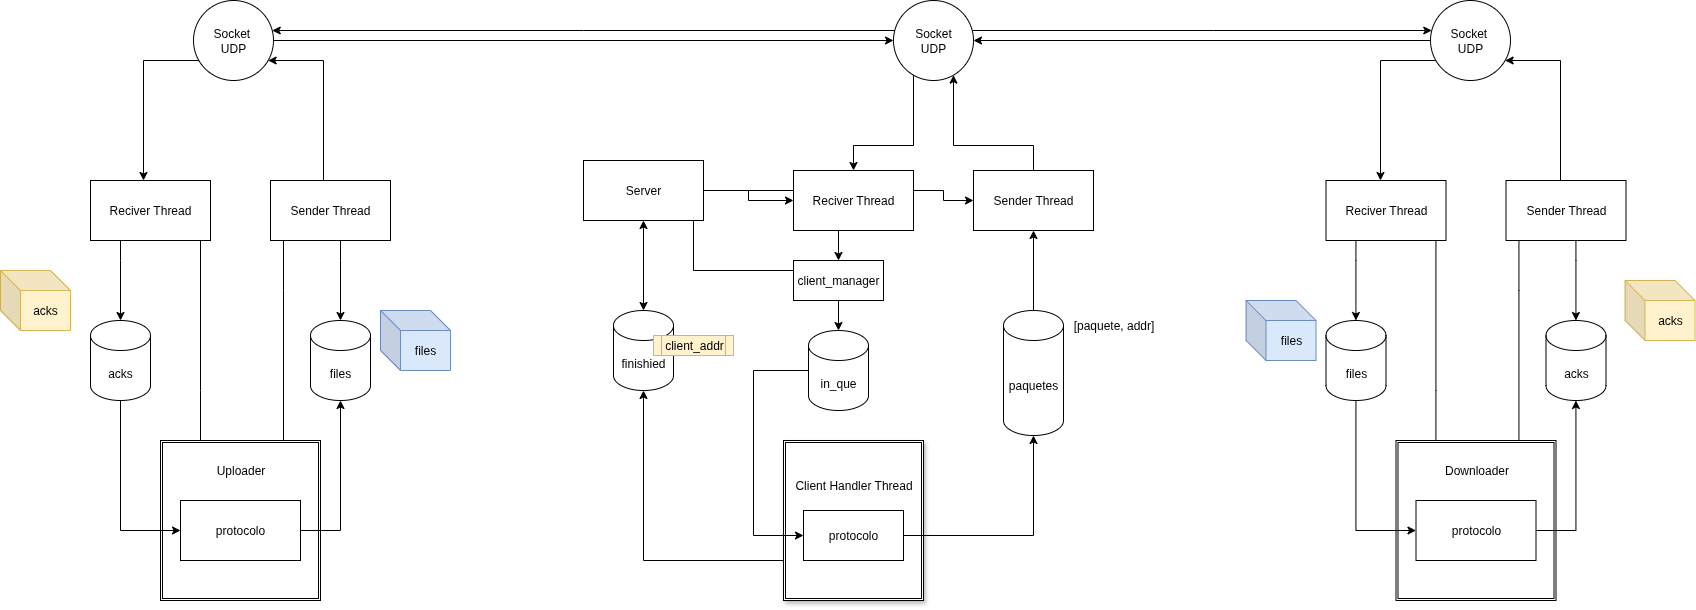 Socket
UDP
Socket
UDP
Socket
UDP
Reciver Thread
Sender Thread
Server
Reciver Thread
Sender Thread
Reciver Thread
Sender Thread
client_manager
acks
files
acks
files
finishied
client_addr
in_que
[paquete, addr]
paquetes
files
files
acks
acks
Uploader
protocolo
Client Handler Thread
protocolo
Downloader
protocolo